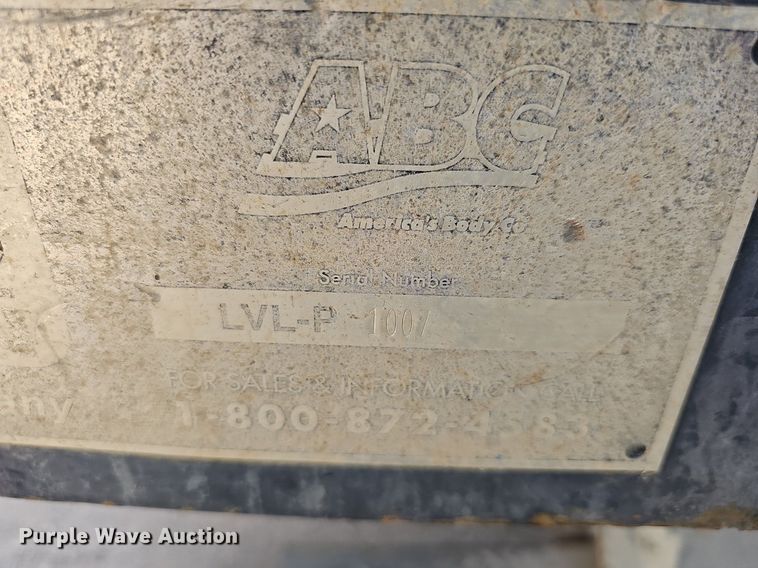 ABC
America's Body Co
Serial Number
LVL-P 1007
FOR SALES & INFORMATION CALL
any 1-800-872-4583
Purple Wave Auction